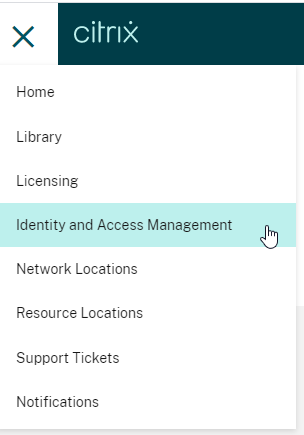 citrix
Home
Library
Licensing
Identity and Access Management
Network Locations
Resource Locations
Support Tickets
Notifications